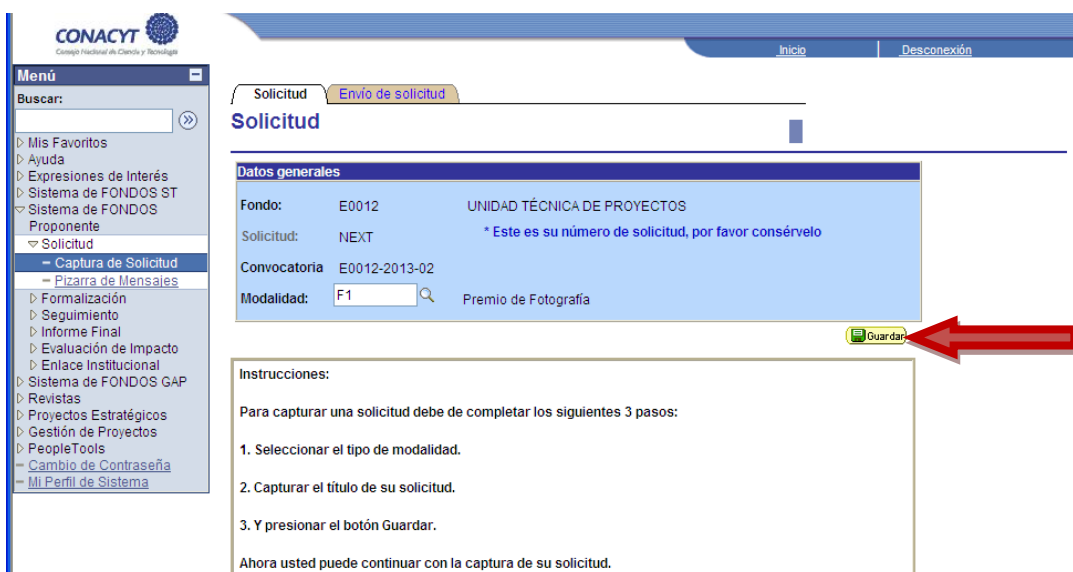 CONACYT
Consejo Nacional de Ciencia y Tecnología
Inicio
Desconexión
Menú
Buscar:
Mis Favoritos
Ayuda
Expresiones de Interés
Sistema de FONDOS ST
Sistema de FONDOS
Proponente
Solicitud
Captura de Solicitud
Pizarra de Mensajes
Formalización
Seguimiento
Informe Final
Evaluación de Impacto
Enlace Institucional
Sistema de FONDOS GAP
Revistas
Proyectos Estratégicos
Gestión de Proyectos
PeopleTools
Cambio de Contraseña
Mi Perfil de Sistema
Solicitud Envío de solicitud
Solicitud
Datos generales
Fondo: E0012 UNIDAD TÉCNICA DE PROYECTOS
Solicitud: NEXT * Este es su número de solicitud, por favor consérvelo
Convocatoria E0012-2013-02
Modalidad: F1 Premio de Fotografía
Guardar
Instrucciones:
Para capturar una solicitud debe de completar los siguientes 3 pasos:
1. Seleccionar el tipo de modalidad.
2. Capturar el título de su solicitud.
3. Y presionar el botón Guardar.
Ahora usted puede continuar con la captura de su solicitud.